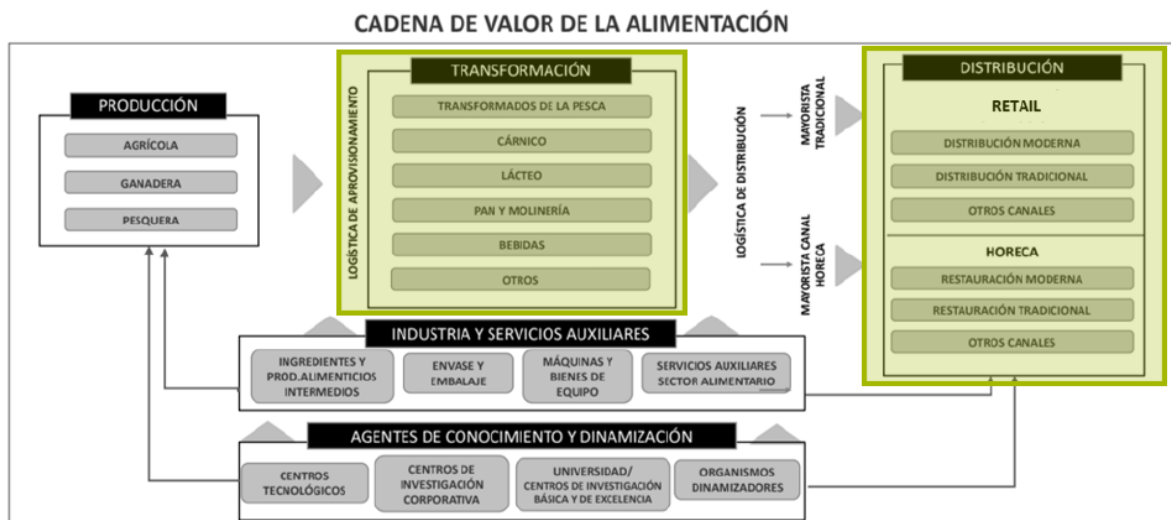 CADENA DE VALOR DE LA ALIMENTACIÓN
PRODUCCIÓN
AGRÍCOLA
GANADERA
PESQUERA
LOGÍSTICA DE APROVISIONAMIENTO
TRANSFORMACIÓN
TRANSFORMADOS DE LA PESCA
CÁRNICO
LÁCTEO
PAN Y MOLINERÍA
BEBIDAS
OTROS
LOGÍSTICA DE DISTRIBUCIÓN
MAYORISTA
TRADICIONAL
MAYORISTA CANAL
HORECA
DISTRIBUCIÓN
RETAIL
DISTRIBUCIÓN MODERNA
DISTRIBUCIÓN TRADICIONAL
OTROS CANALES
HORECA
RESTAURACIÓN MODERNA
RESTAURACIÓN TRADICIONAL
OTROS CANALES
INDUSTRIA Y SERVICIOS AUXILIARES
INGREDIENTES Y
PROD.ALIMENTICIOS
INTERMEDIOS
ENVASE Y
EMBALAJE
MÁQUINAS Y
BIENES DE
EQUIPO
SERVICIOS AUXILIARES
SECTOR ALIMENTARIO
AGENTES DE CONOCIMIENTO Y DINAMIZACIÓN
CENTROS
TECNOLÓGICOS
CENTROS DE
INVESTIGACIÓN
CORPORATIVA
UNIVERSIDAD/
CENTROS DE INVESTIGACIÓN
BÁSICA Y DE EXCELENCIA
ORGANISMOS
DINAMIZADORES